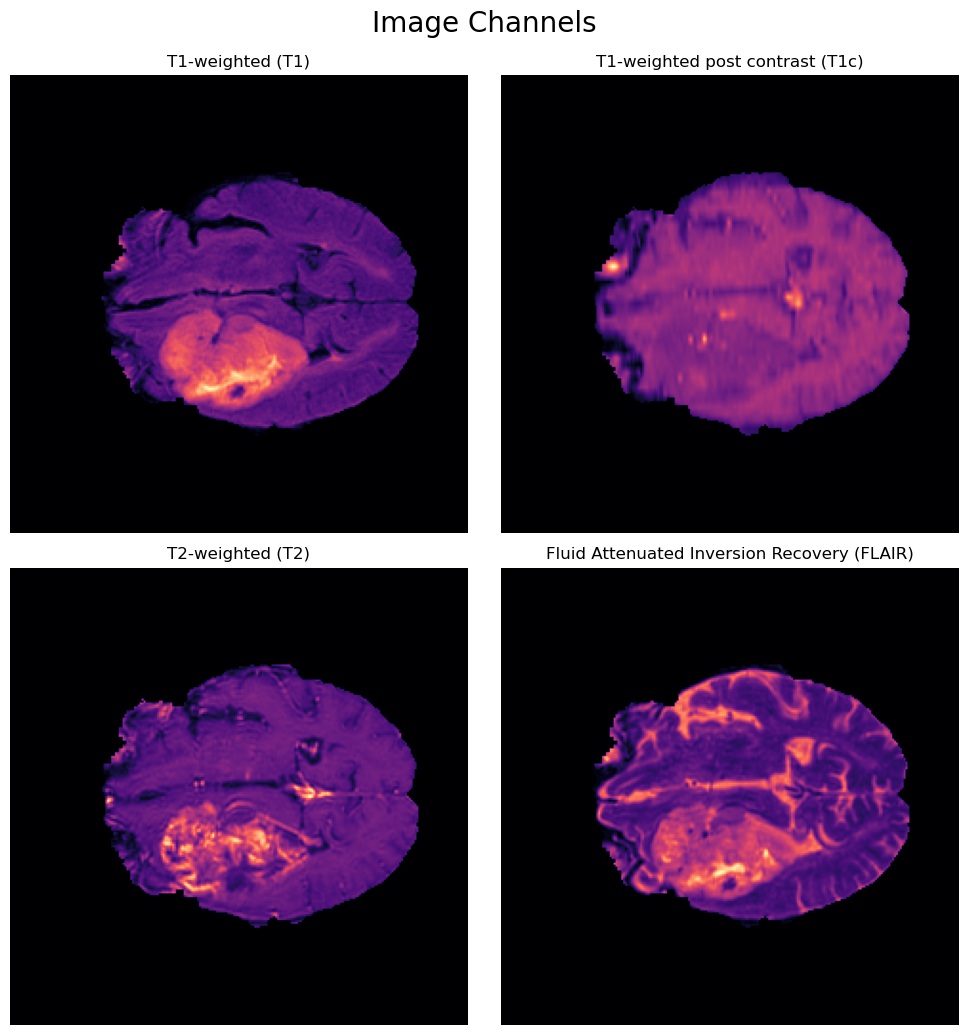 Image Channels
T1-weighted (T1)
T1-weighted post contrast (T1c)
T2-weighted (T2)
Fluid Attenuated Inversion Recovery (FLAIR)